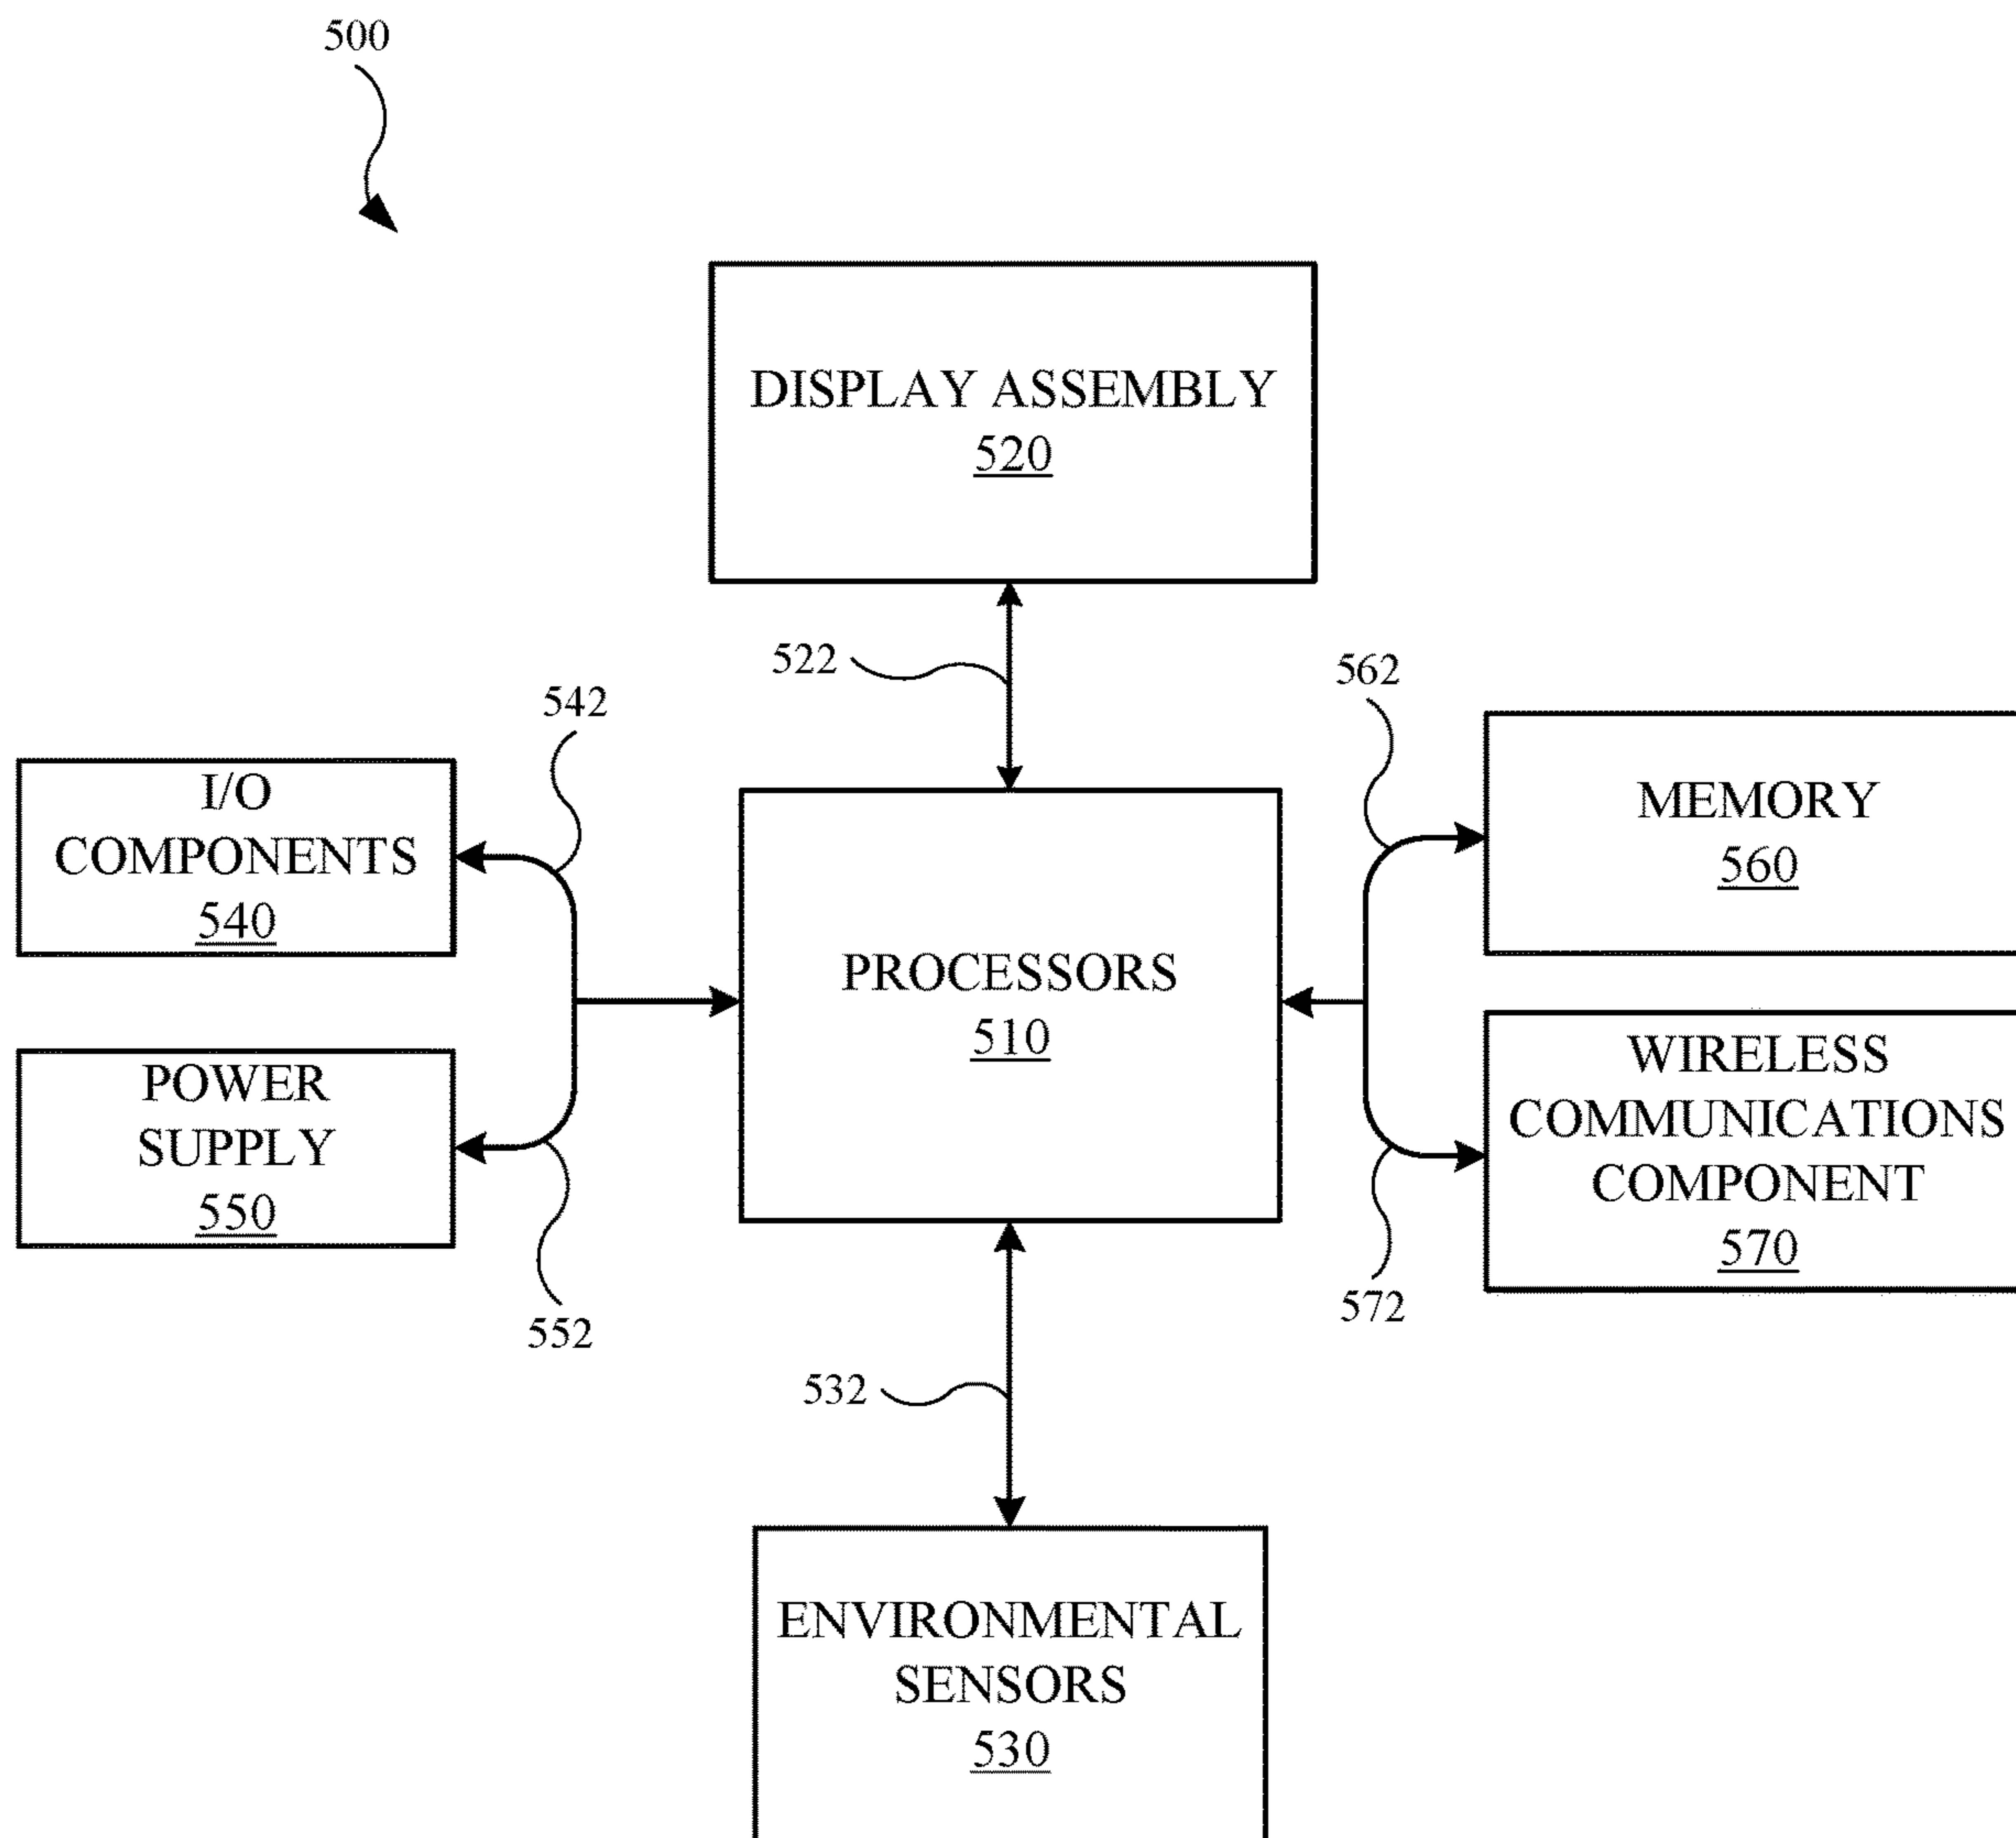 500
DISPLAY ASSEMBLY
520
522
542
562
I/O
COMPONENTS
540
MEMORY
560
PROCESSORS
510
POWER
SUPPLY
550
WIRELESS
COMMUNICATIONS
COMPONENT
570
552
572
532
ENVIRONMENTAL
SENSORS
530